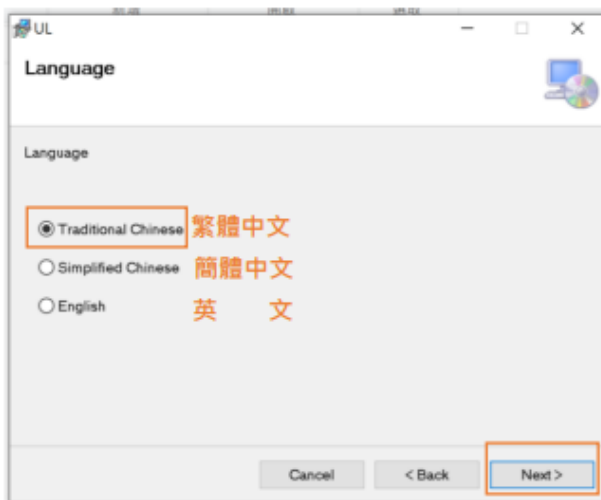 UL
Language
Language
Traditional Chinese 繁體中文
Simplified Chinese 簡體中文
English 英 文
Cancel
< Back
Next >